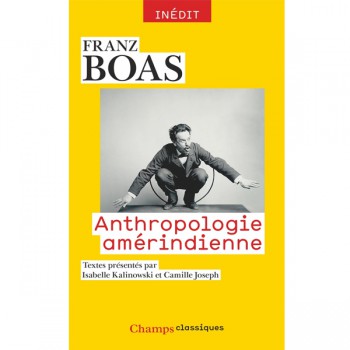 INÉDIT
FRANZ
BOAS
Anthropologie
amérindienne
Textes présentés par
Isabelle Kalinowski et Camille Joseph
Champs classiques